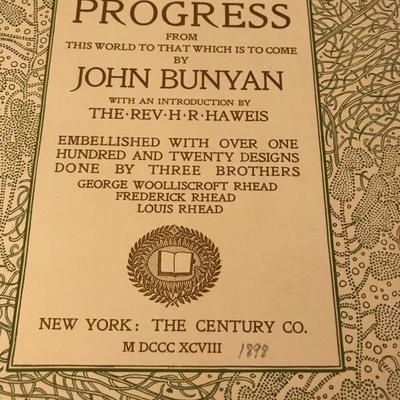 PROGRESS
FROM
THIS WORLD TO THAT WHICH IS TO COME
BY
JOHN BUNYAN
WITH AN INTRODUCTION BY
THE·REV·H·R·HAWEIS
EMBELLISHED WITH OVER ONE
HUNDRED AND TWENTY DESIGNS
DONE BY THREE BROTHERS
GEORGE WOOLLISCROFT RHEAD
FREDERICK RHEAD
LOUIS RHEAD
NEW YORK: THE CENTURY CO.
M DCCC XCVIII 1898